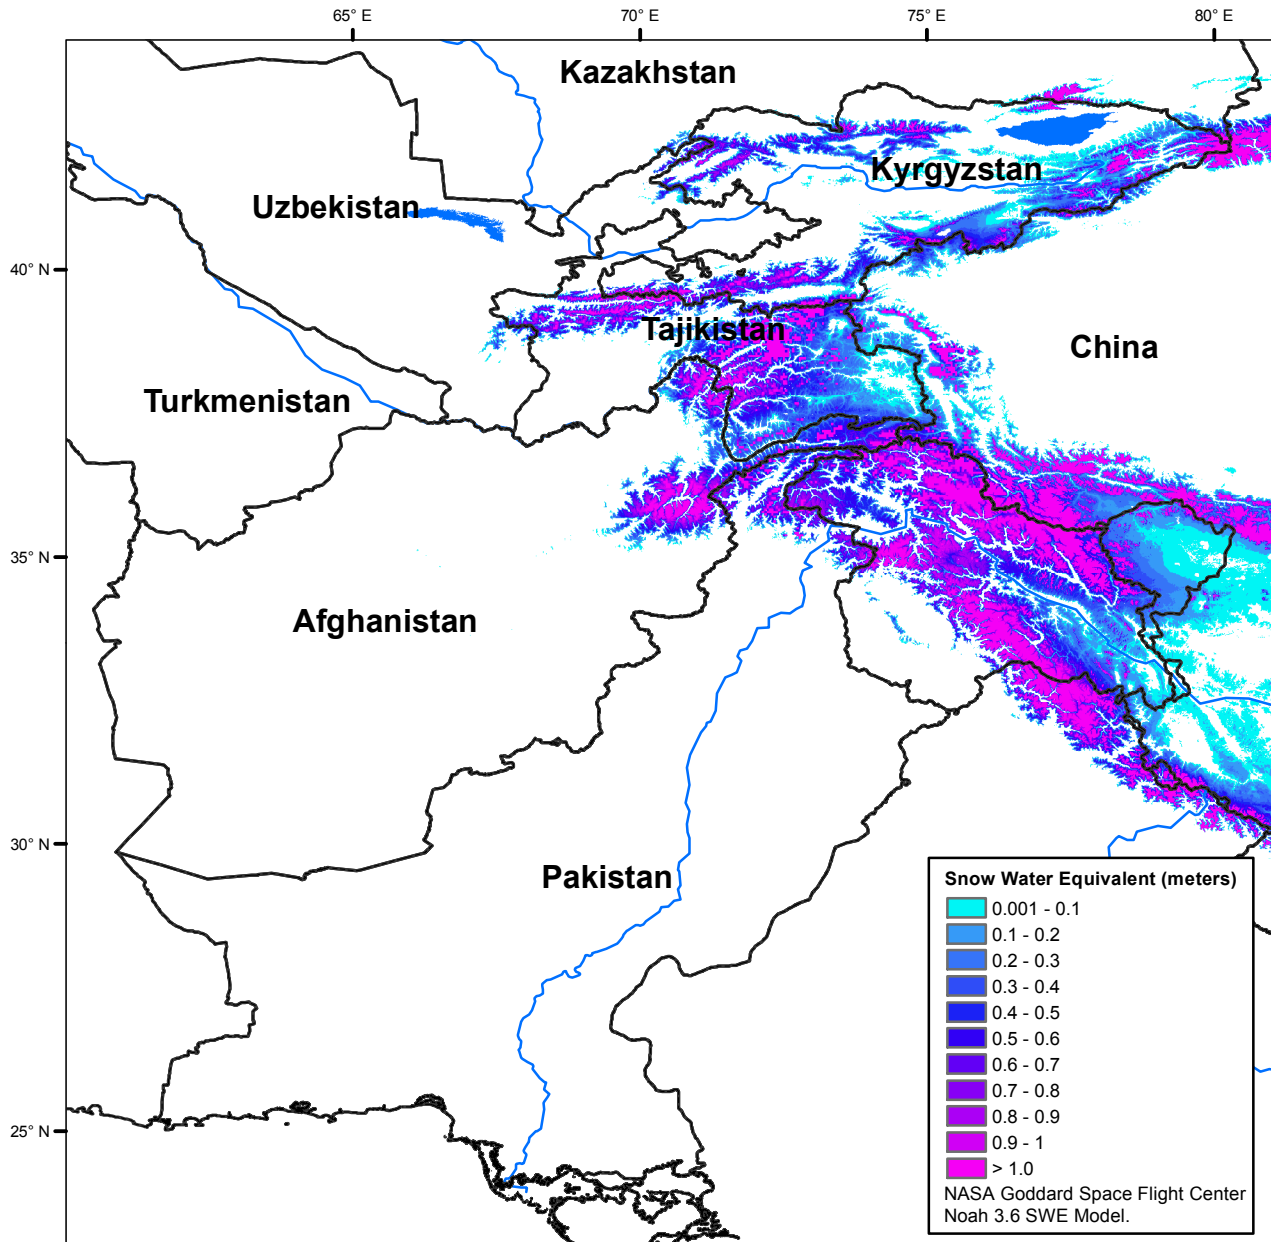 65° E
70° E
75° E
80° E
Kazakhstan
Kyrgyzstan
Uzbekistan
40° N
Tajikistan
China
Turkmenistan
35° N
Afghanistan
30° N
Pakistan
25° N
Snow Water Equivalent (meters)
0.001 - 0.1
0.1 - 0.2
0.2 - 0.3
0.3 - 0.4
0.4 - 0.5
0.5 - 0.6
0.6 - 0.7
0.7 - 0.8
0.8 - 0.9
0.9 - 1
> 1.0
NASA Goddard Space Flight Center
Noah 3.6 SWE Model.